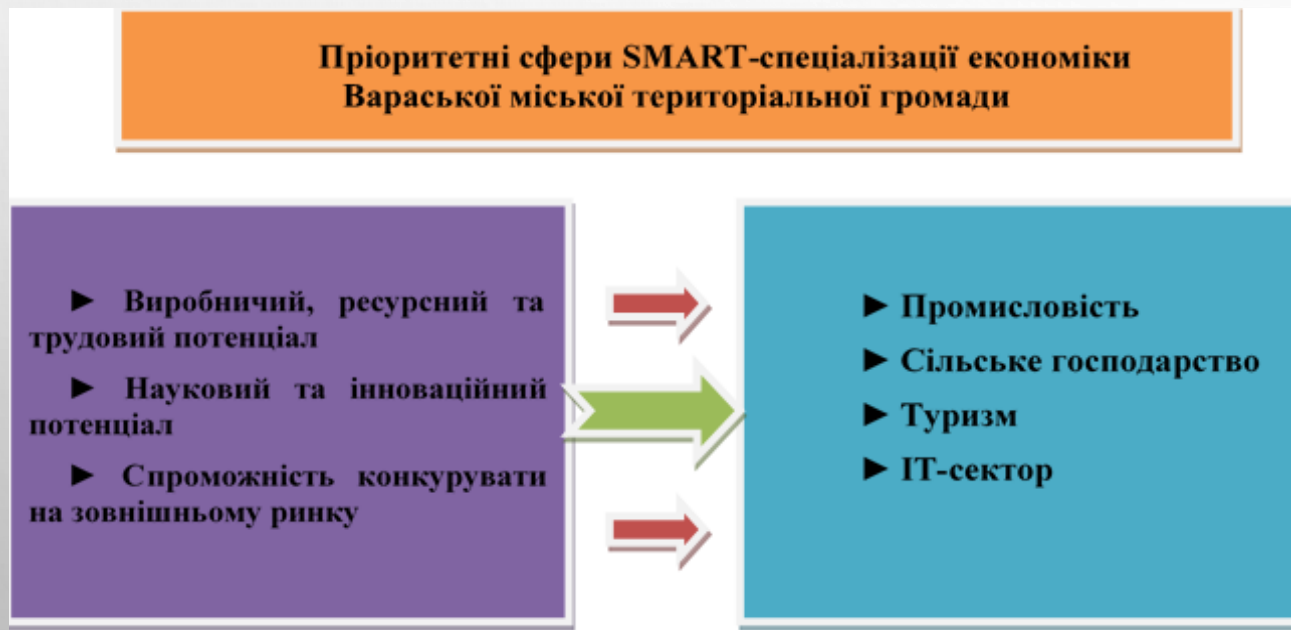 Пріоритетні сфери SMART-спеціалізації економіки
Вараської міської територіальної громади
► Виробничий, ресурсний та
трудовий потенціал
► Науковий та інноваційний
потенціал
► Спроможність конкурувати
на зовнішньому ринку
► Промисловість
► Сільське господарство
► Туризм
► ІТ-сектор